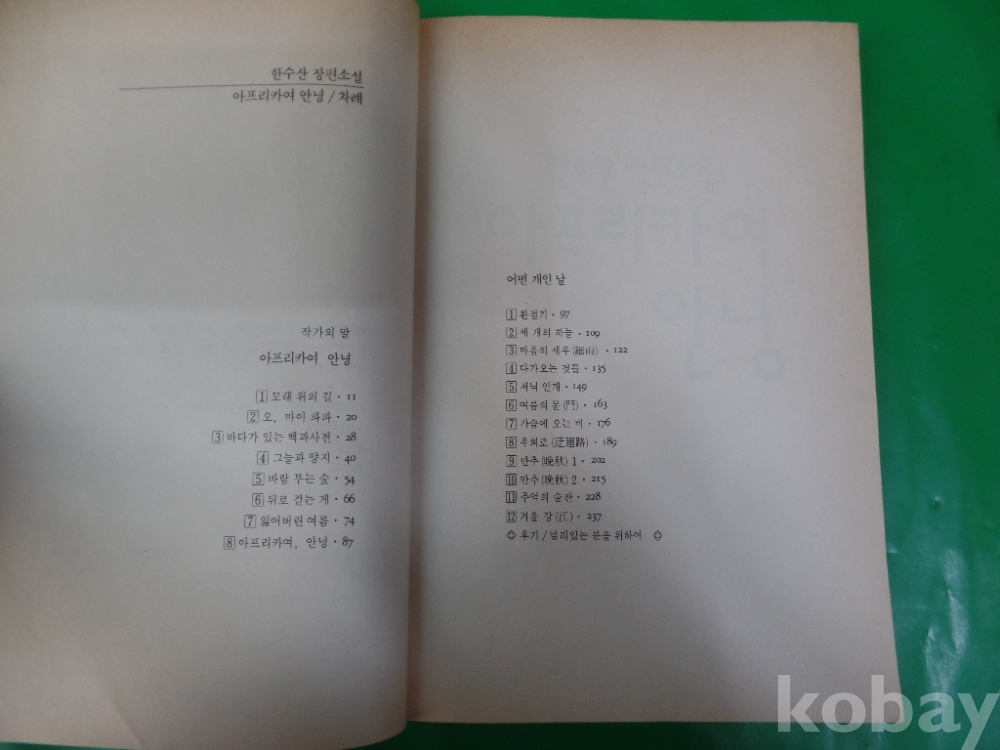 한수산 장편소설
아프리카여 안녕 / 차례
작가의 말
아프리카여 안녕
1 모래 위의 길 · 11
2 오, 마이 파파 · 20
3 바다가 있는 백과사전 · 28
4 그늘과 양지 · 40
5 바람 부는 숲 · 54
6 뒤로 걷는 게 · 66
7 잃어버린 여름 · 74
8 아프리카여, 안녕 · 87
어떤 개인 날
1 환절기 · 97
2 세 개의 하늘 · 109
3 마음의 세우 (細雨) · 122
4 다가오는 것들 · 135
5 저녁 안개 · 149
6 여름의 문 (門) · 163
7 가슴에 오는 비 · 176
8 우회로 (迂廻路) · 189
9 만추 (晩秋) 1 · 202
10 만추 (晩秋) 2 · 215
11 추억의 술잔 · 228
12 겨울 강 (江) · 237
후기 / 멀리있는 분을 위하여
kobay